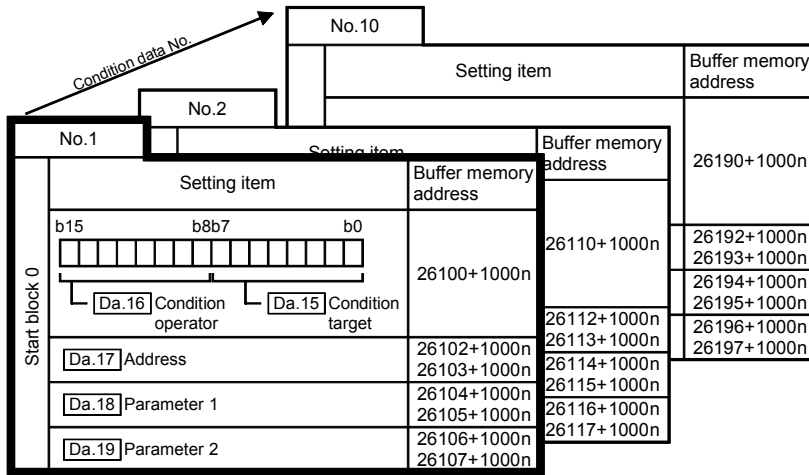 Condition data No.
No.10
Setting item
Buffer memory
address
26190+1000n
26192+1000n
26193+1000n
26194+1000n
26195+1000n
26196+1000n
26197+1000n
No.2
Setting item
Buffer memory
address
26110+1000n
26112+1000n
26113+1000n
26114+1000n
26115+1000n
26116+1000n
26117+1000n
No.1
Start block 0
Setting item
Buffer memory
address
b15 b8b7 b0
Da.16 Condition
operator
Da.15 Condition
target
26100+1000n
Da.17 Address
26102+1000n
26103+1000n
Da.18 Parameter 1
26104+1000n
26105+1000n
Da.19 Parameter 2
26106+1000n
26107+1000n